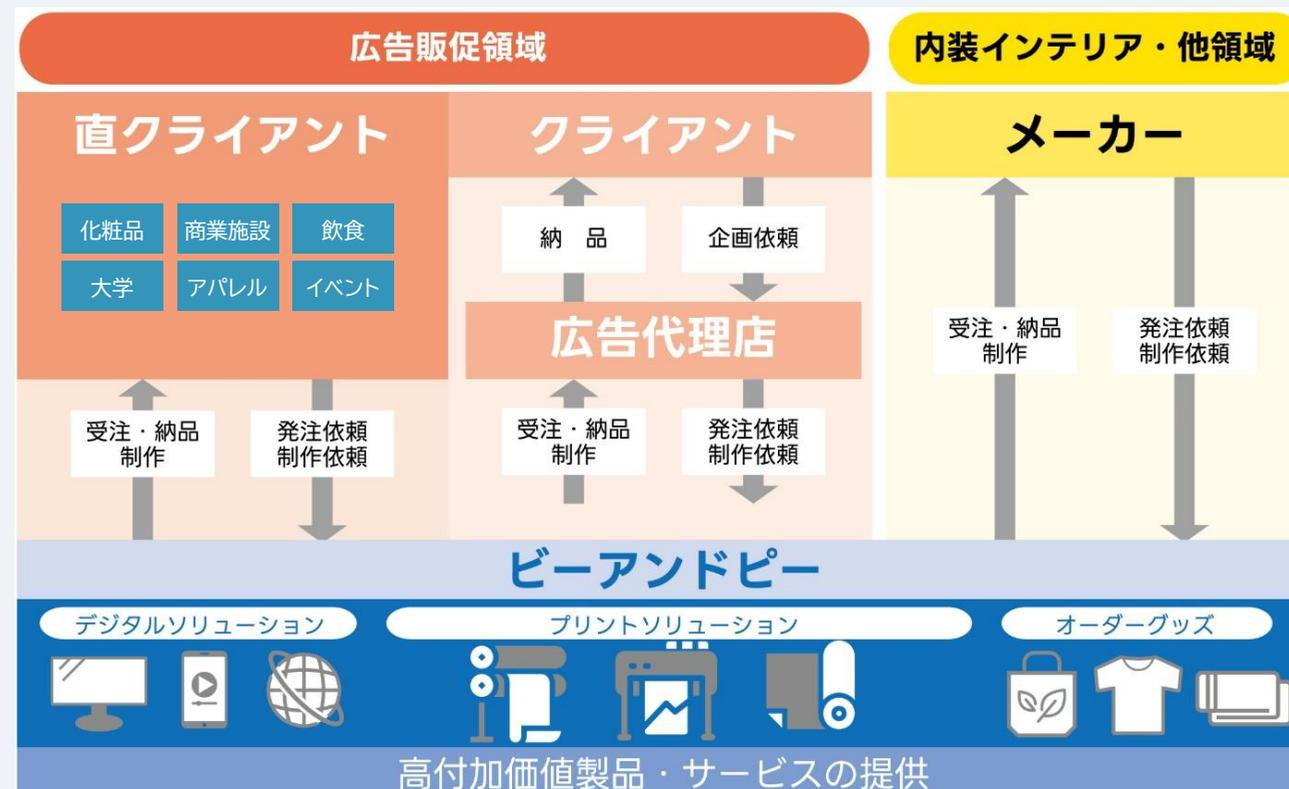 広告販促領域
内装インテリア・他領域
直クライアント
化粧品
商業施設
飲食
大学
アパレル
イベント
受注・納品
制作
発注依頼
制作依頼
クライアント
納　品
企画依頼
広告代理店
受注・納品
制作
発注依頼
制作依頼
メーカー
受注・納品
制作
発注依頼
制作依頼
ビーアンドピー
デジタルソリューション
プリントソリューション
オーダーグッズ
高付加価値製品・サービスの提供